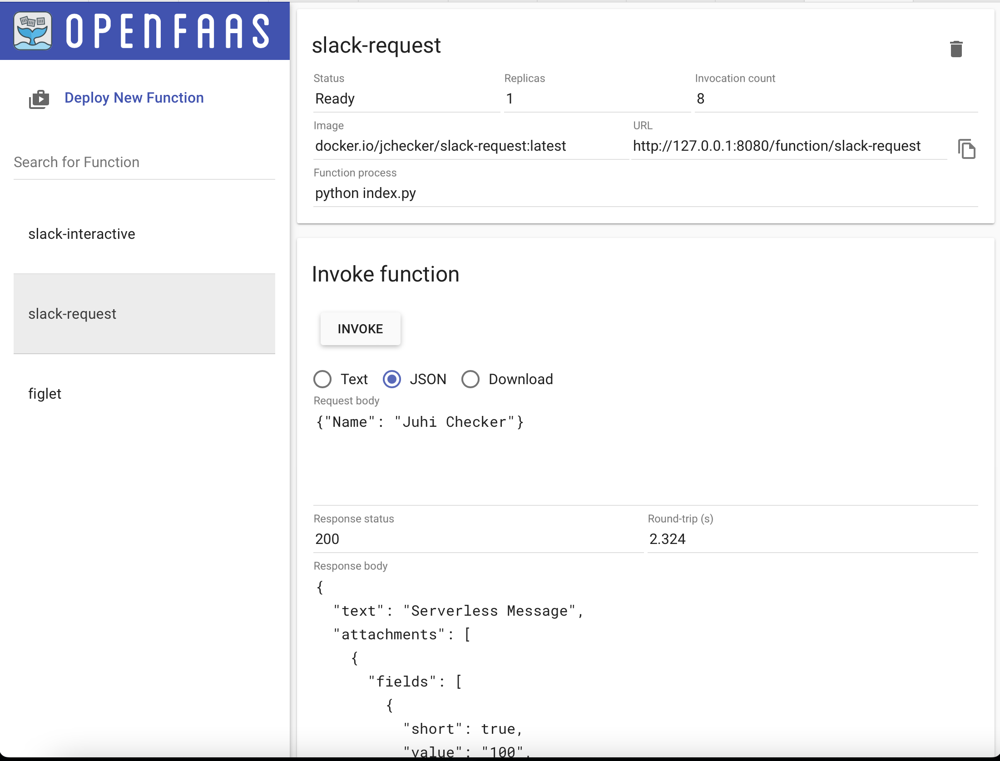 OPENFAAS
Deploy New Function
Search for Function
slack-interactive
slack-request
figlet
slack-request
Status
Replicas
Invocation count
Ready
1
8
Image
URL
docker.io/jchecker/slack-request:latest
http://127.0.0.1:8080/function/slack-request
Function process
python index.py
Invoke function
INVOKE
Text
JSON
Download
Request body
{"Name": "Juhi Checker"}
Response status
Round-trip (s)
200
2.324
Response body
{
  "text": "Serverless Message",
  "attachments": [
    {
      "fields": [
        {
          "short": true,
          "value": "100",